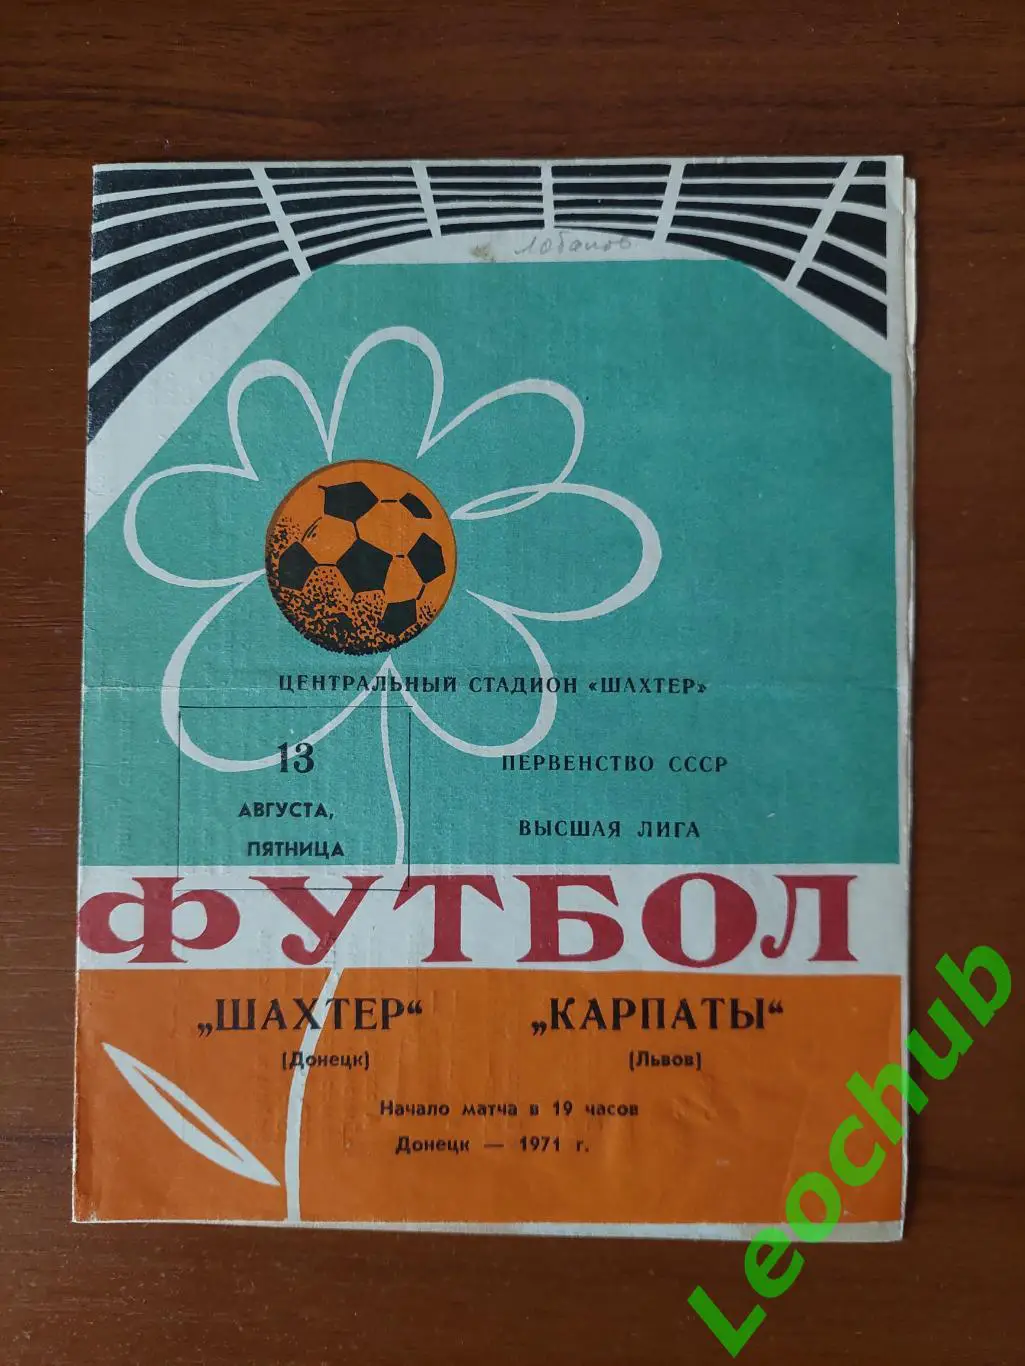 Лобанов
ЦЕНТРАЛЬНЫЙ СТАДИОН «ШАХТЕР»
13
АВГУСТА,
ПЯТНИЦА
ПЕРВЕНСТВО СССР
ВЫСШАЯ ЛИГА
ФУТБОЛ
„ШАХТЕР“
(Донецк)
„КАРПАТЫ“
(Львов)
Начало матча в 19 часов
Донецк — 1971 г.
Leochub